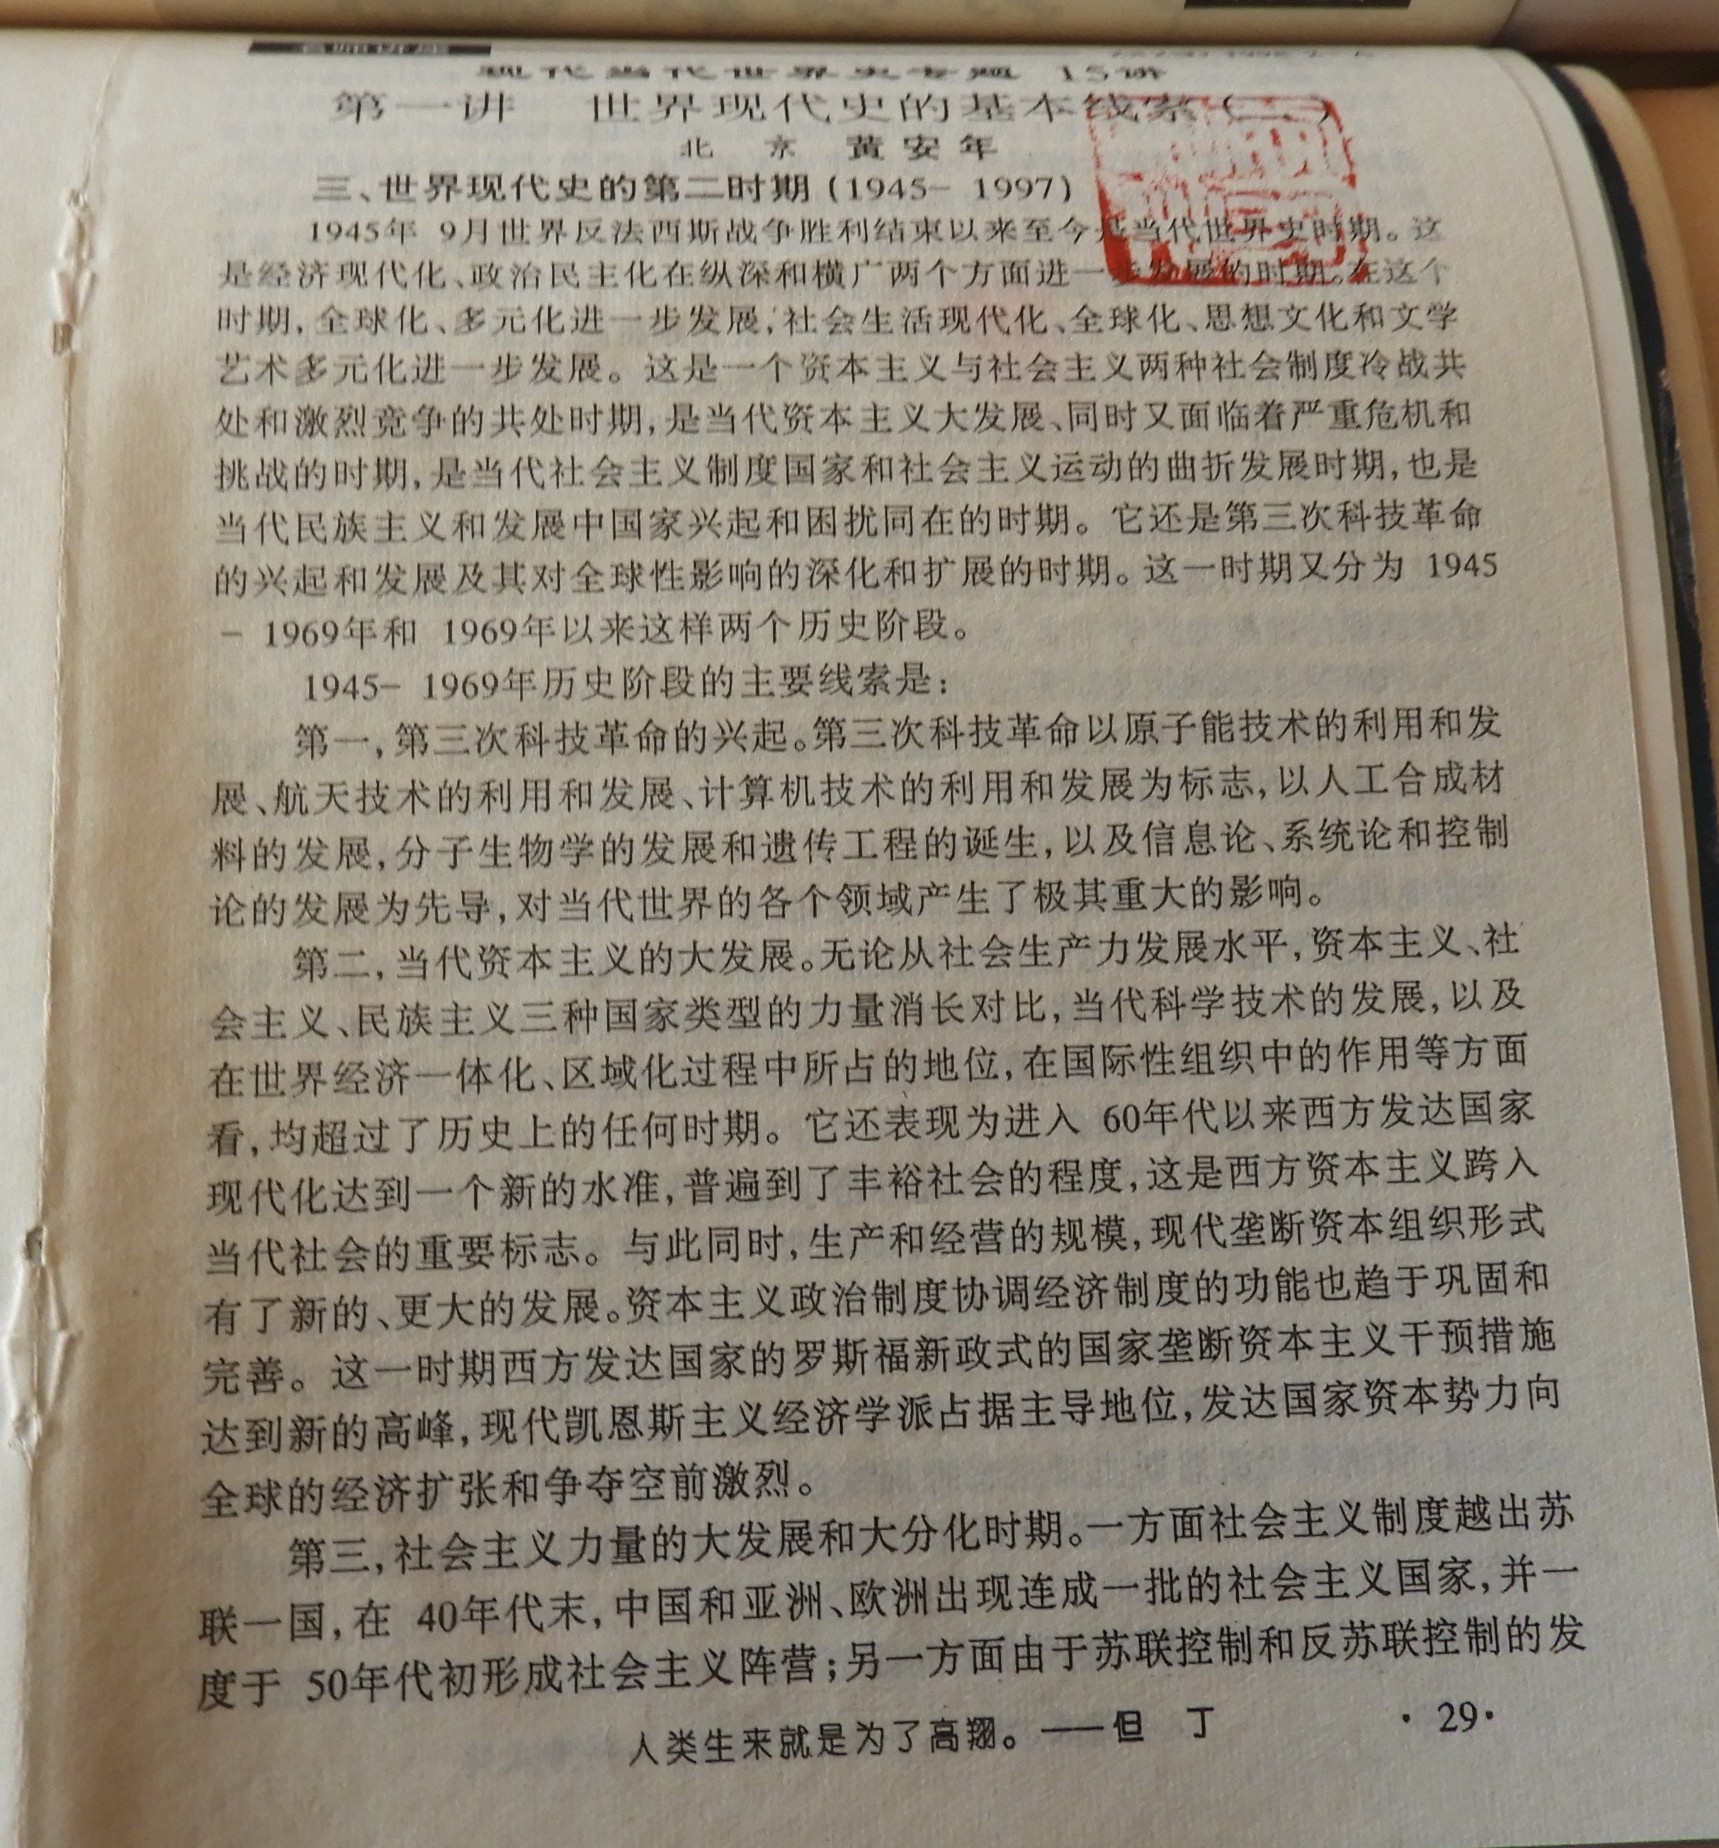 现代当代世界史专题 15讲
第一讲 世界现代史的基本线索(二)
北 京 黄安年
三、世界现代史的第二时期(1945- 1997)
1945年 9月世界反法西斯战争胜利结束以来至今是当代世界史时期。这
是经济现代化、政治民主化在纵深和横广两个方面进一步发展的时期。在这个
时期,全球化、多元化进一步发展,社会生活现代化、全球化、思想文化和文学
艺术多元化进一步发展。这是一个资本主义与社会主义两种社会制度冷战共
处和激烈竞争的共处时期,是当代资本主义大发展、同时又面临着严重危机和
挑战的时期,是当代社会主义制度国家和社会主义运动的曲折发展时期,也是
当代民族主义和发展中国家兴起和困扰同在的时期。它还是第三次科技革命
的兴起和发展及其对全球性影响的深化和扩展的时期。这一时期又分为 1945
- 1969年和 1969年以来这样两个历史阶段。
1945- 1969年历史阶段的主要线索是:
第一,第三次科技革命的兴起。第三次科技革命以原子能技术的利用和发
展、航天技术的利用和发展、计算机技术的利用和发展为标志,以人工合成材
料的发展,分子生物学的发展和遗传工程的诞生,以及信息论、系统论和控制
论的发展为先导,对当代世界的各个领域产生了极其重大的影响。
第二,当代资本主义的大发展。无论从社会生产力发展水平,资本主义、社
会主义、民族主义三种国家类型的力量消长对比,当代科学技术的发展,以及
在世界经济一体化、区域化过程中所占的地位,在国际性组织中的作用等方面
看,均超过了历史上的任何时期。它还表现为进入 60年代以来西方发达国家
现代化达到一个新的水准,普遍到了丰裕社会的程度,这是西方资本主义跨入
当代社会的重要标志。与此同时,生产和经营的规模,现代垄断资本组织形式
有了新的、更大的发展。资本主义政治制度协调经济制度的功能也趋于巩固和
完善。这一时期西方发达国家的罗斯福新政式的国家垄断资本主义干预措施
达到新的高峰,现代凯恩斯主义经济学派占据主导地位,发达国家资本势力向
全球的经济扩张和争夺空前激烈。
第三,社会主义力量的大发展和大分化时期。一方面社会主义制度越出苏
联一国,在 40年代末,中国和亚洲、欧洲出现连成一批的社会主义国家,并一
度于 50年代初形成社会主义阵营;另一方面由于苏联控制和反苏联控制的发
人类生来就是为了高翔。——但 丁
·29·